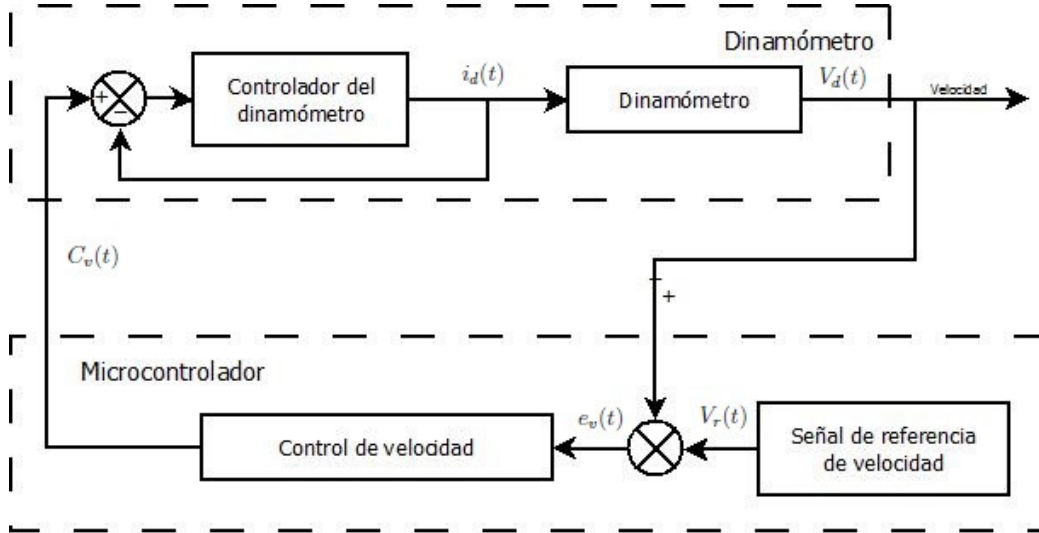 Dinamómetro
Controlador del
dinamómetro
i_d(t)
Dinamómetro
V_d(t)
Velocidad
+
−
C_v(t)
−
+
Microcontrolador
Control de velocidad
e_v(t)
V_r(t)
Señal de referencia
de velocidad